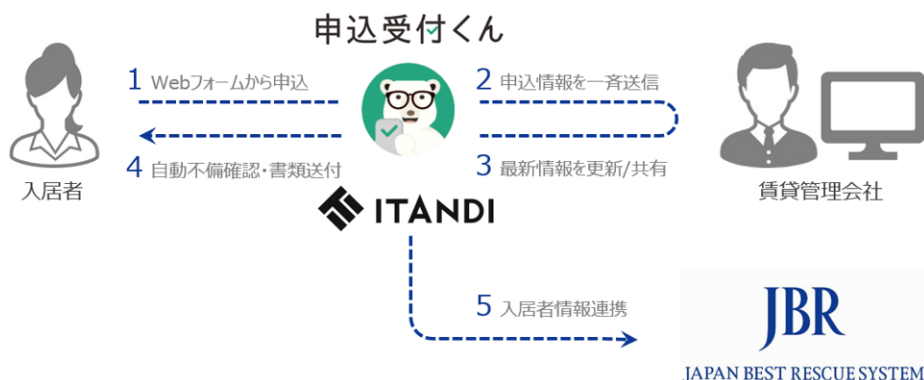 申込受付くん
1 Webフォームから申込
2 申込情報を一斉送信
4 自動不備確認・書類送付
3 最新情報を更新/共有
入居者
賃貸管理会社
ITANDI
5 入居者情報連携
JBR
JAPAN BEST RESCUE SYSTEM